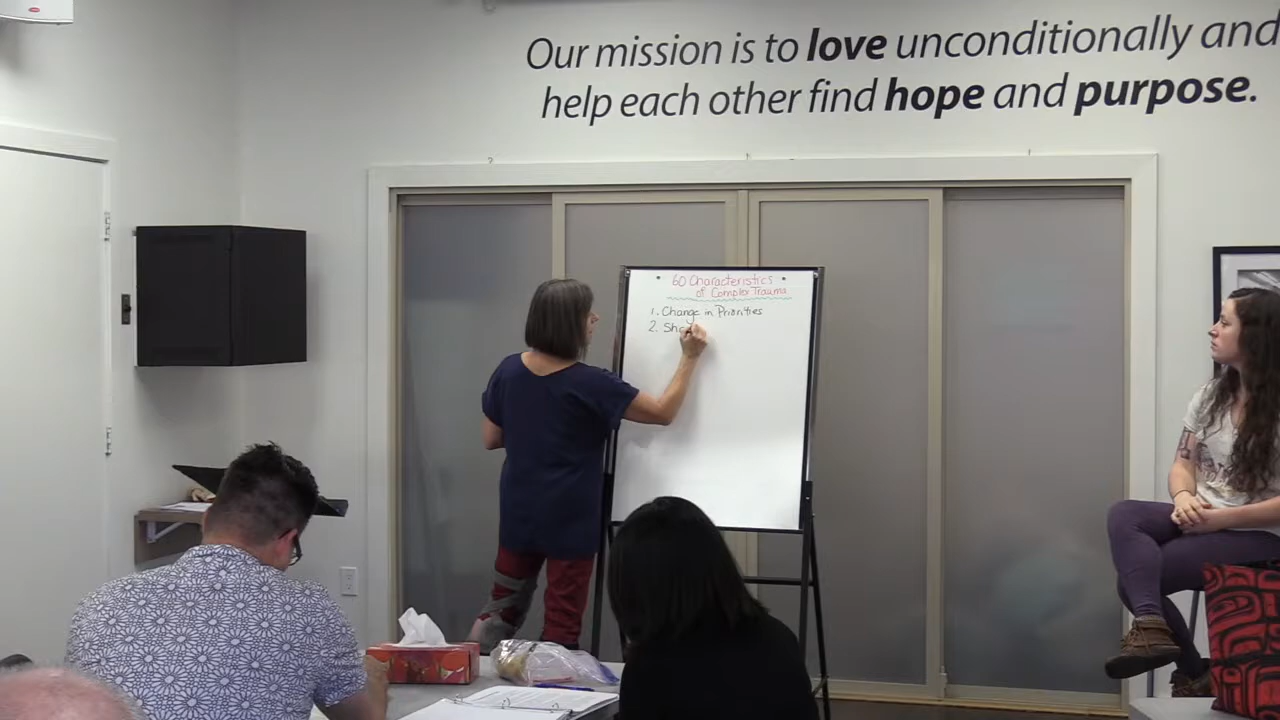 Our mission is to love unconditionally and
help each other find hope and purpose.
60 Characteristics
of Complex Trauma
1. Change in Priorities
2. Sha